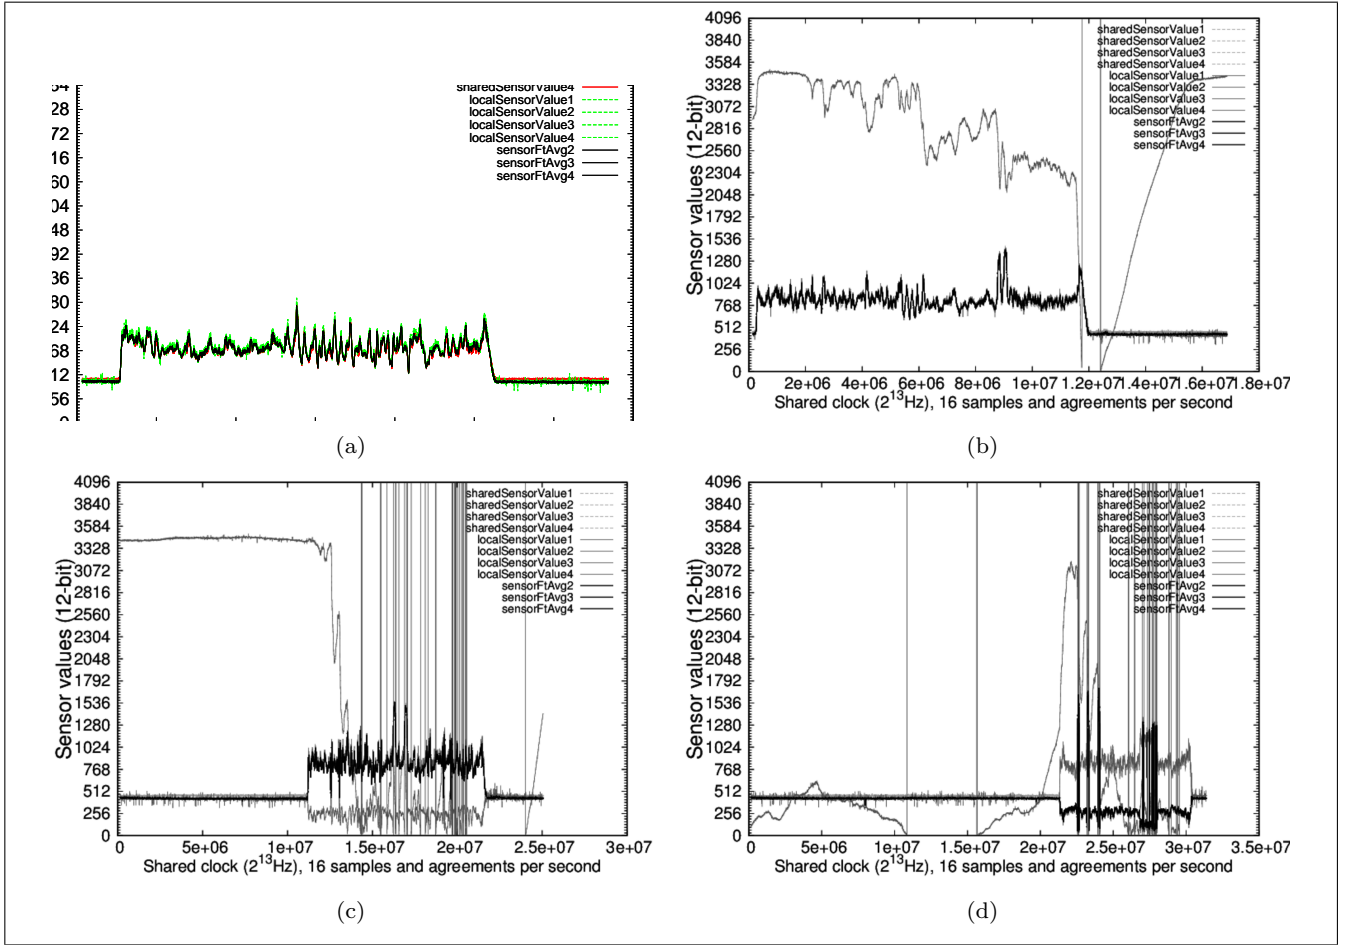 54
sharedSensorValue4
28
localSensorValue1
localSensorValue2
72
localSensorValue3
localSensorValue4
16
sensorFtAvg2
sensorFtAvg3
60
sensorFtAvg4
04
48
92
36
80
24
68
12
56
0
(a)
4096
3840
3584
3328
3072
2816
2560
2304
2048
1792
1536
1280
1024
768
512
256
0
Sensor values (12-bit)
sharedSensorValue1
sharedSensorValue2
sharedSensorValue3
sharedSensorValue4
localSensorValue1
localSensorValue2
localSensorValue3
localSensorValue4
sensorFtAvg2
sensorFtAvg3
sensorFtAvg4
0 2e+06 4e+06 6e+06 8e+06 1e+07 1.2e+07 1.4e+07 1.6e+07 1.8e+07
Shared clock (2^13Hz), 16 samples and agreements per second
(b)
4096
3840
3584
3328
3072
2816
2560
2304
2048
1792
1536
1280
1024
768
512
256
0
Sensor values (12-bit)
sharedSensorValue1
sharedSensorValue2
sharedSensorValue3
sharedSensorValue4
localSensorValue1
localSensorValue2
localSensorValue3
localSensorValue4
sensorFtAvg2
sensorFtAvg3
sensorFtAvg4
0 5e+06 1e+07 1.5e+07 2e+07 2.5e+07 3e+07
Shared clock (2^13Hz), 16 samples and agreements per second
(c)
4096
3840
3584
3328
3072
2816
2560
2304
2048
1792
1536
1280
1024
768
512
256
0
Sensor values (12-bit)
sharedSensorValue1
sharedSensorValue2
sharedSensorValue3
sharedSensorValue4
localSensorValue1
localSensorValue2
localSensorValue3
localSensorValue4
sensorFtAvg2
sensorFtAvg3
sensorFtAvg4
0 5e+06 1e+07 1.5e+07 2e+07 2.5e+07 3e+07 3.5e+07
Shared clock (2^13Hz), 16 samples and agreements per second
(d)